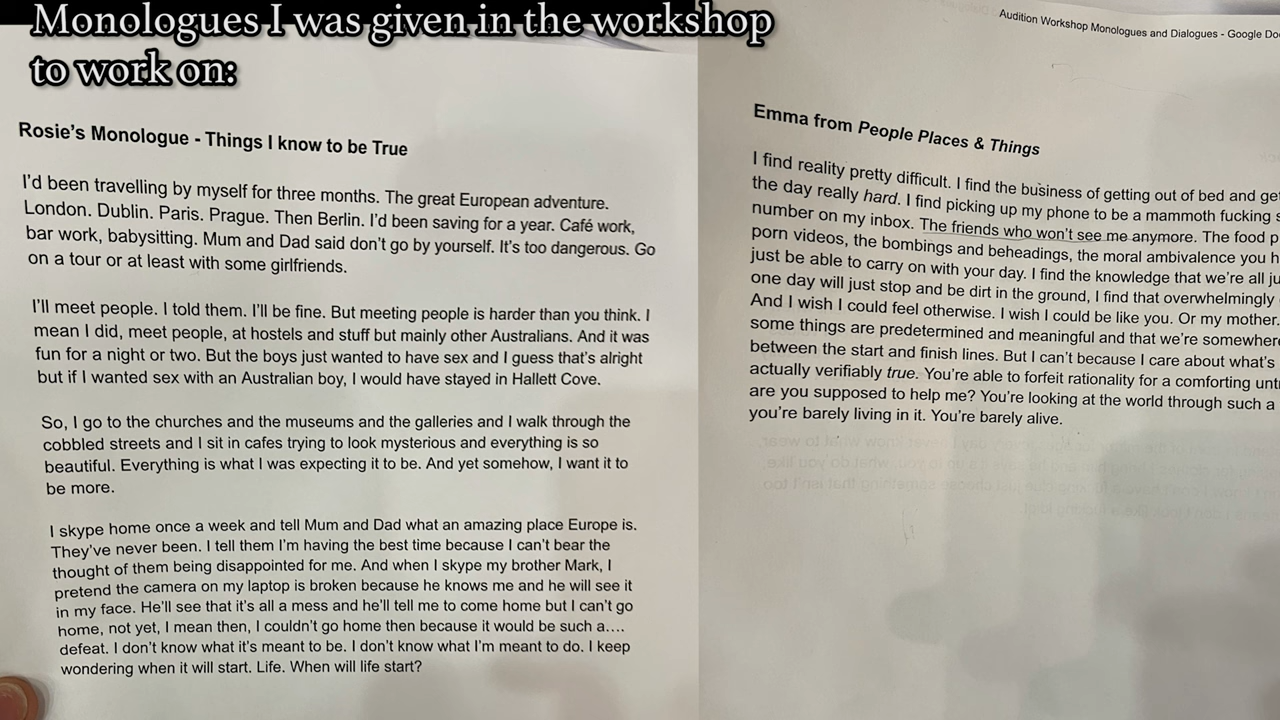 Monologues I was given in the workshop
to work on:
Rosie's Monologue - Things I know to be True
I'd been travelling by myself for three months. The great European adventure.
London. Dublin. Paris. Prague. Then Berlin. I'd been saving for a year. Café work,
bar work, babysitting. Mum and Dad said don't go by yourself. It's too dangerous. Go
on a tour or at least with some girlfriends.
I'll meet people. I told them. I'll be fine. But meeting people is harder than you think. I
mean I did, meet people, at hostels and stuff but mainly other Australians. And it was
fun for a night or two. But the boys just wanted to have sex and I guess that's alright
but if I wanted sex with an Australian boy, I would have stayed in Hallett Cove.
So, I go to the churches and the museums and the galleries and I walk through the
cobbled streets and I sit in cafes trying to look mysterious and everything is so
beautiful. Everything is what I was expecting it to be. And yet somehow, I want it to
be more.
I skype home once a week and tell Mum and Dad what an amazing place Europe is.
They've never been. I tell them I'm having the best time because I can't bear the
thought of them being disappointed for me. And when I skype my brother Mark, I
pretend the camera on my laptop is broken because he knows me and he will see it
in my face. He'll see that it's all a mess and he'll tell me to come home but I can't go
home, not yet, I mean then, I couldn't go home then because it would be such a....
defeat. I don't know what it's meant to be. I don't know what I'm meant to do. I keep
wondering when it will start. Life. When will life start?
Audition Workshop Monologues and Dialogues - Google Do
Emma from People Places & Things
I find reality pretty difficult. I find the business of getting out of bed and get
the day really hard. I find picking up my phone to be a mammoth fucking s
number on my inbox. The friends who won't see me anymore. The food p
porn videos, the bombings and beheadings, the moral ambivalence you h
just be able to carry on with your day. I find the knowledge that we're all ju
one day will just stop and be dirt in the ground, I find that overwhelmingly
And I wish I could feel otherwise. I wish I could be like you. Or my mother.
some things are predetermined and meaningful and that we're somewhere
between the start and finish lines. But I can't because I care about what's
actually verifiably true. You're able to forfeit rationality for a comforting untr
are you supposed to help me? You're looking at the world through such a
you're barely living in it. You're barely alive.